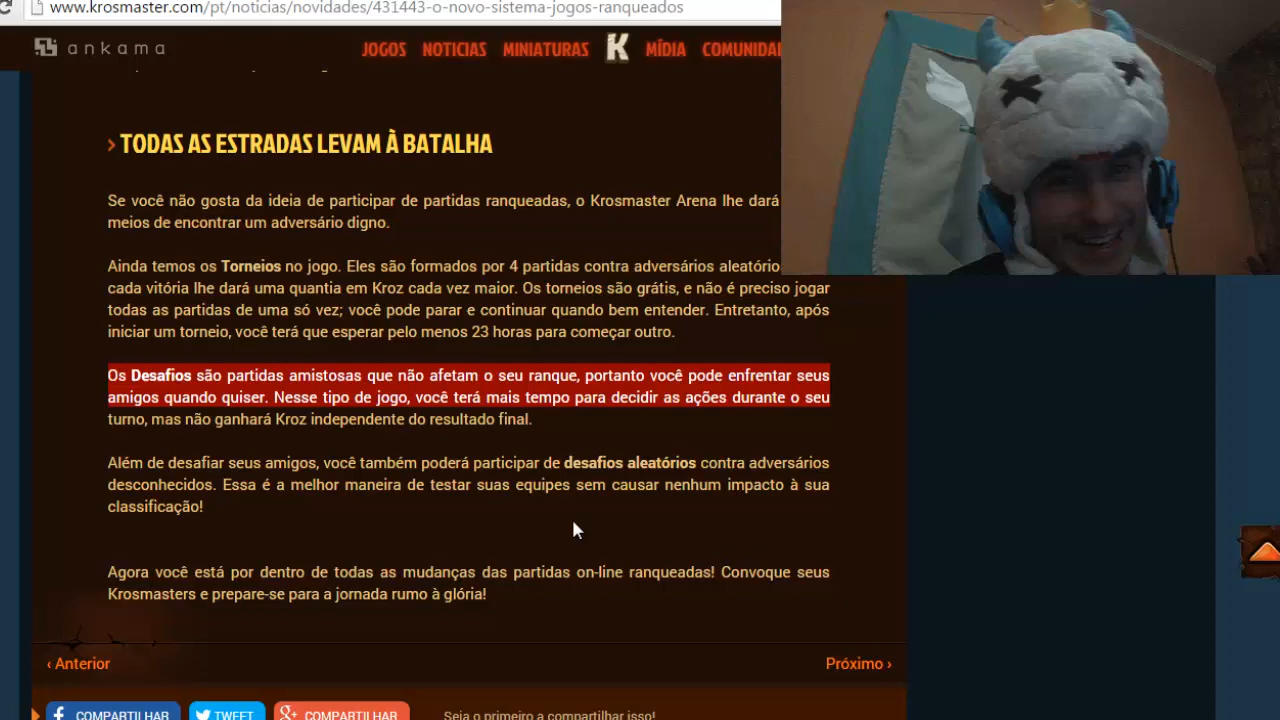 www.krosmaster.com/pt/noticias/novidades/431443-o-novo-sistema-jogos-ranqueados
ankama JOGOS NOTICIAS MINIATURAS K MÍDIA
TODAS AS ESTRADAS LEVAM À BATALHA
Se você não gosta da ideia de participar de partidas ranqueadas, o Krosmaster Arena lhe dará
meios de encontrar um adversário digno.
Ainda temos os Torneios no jogo. Eles são formados por 4 partidas contra adversários
cada vitória lhe dará uma quantia em Kroz cada vez maior. Os torneios são grátis, e não é preciso jogar
todas as partidas de uma só vez; você pode parar e continuar quando bem entender. Entretanto, após
iniciar um torneio, você terá que esperar pelo menos 23 horas para começar outro.
Os Desafios são partidas amistosas que não afetam o seu ranque, portanto você pode enfrentar seus
amigos quando quiser. Nesse tipo de jogo, você terá mais tempo para decidir as ações durante o seu
turno, mas não ganhará Kroz independente do resultado final.
Além de desafiar seus amigos, você também poderá participar de desafios aleatórios contra adversários
desconhecidos. Essa é a melhor maneira de testar suas equipes sem causar nenhum impacto à sua
classificação!
Agora você está por dentro de todas as mudanças das partidas on-line ranqueadas! Convoque seus
Krosmasters e prepare-se para a jornada rumo à glória!
‹ Anterior Próximo ›
COMPARTILHAR TWEET COMPARTILHAR Seja o primeiro a compartilhar isso!